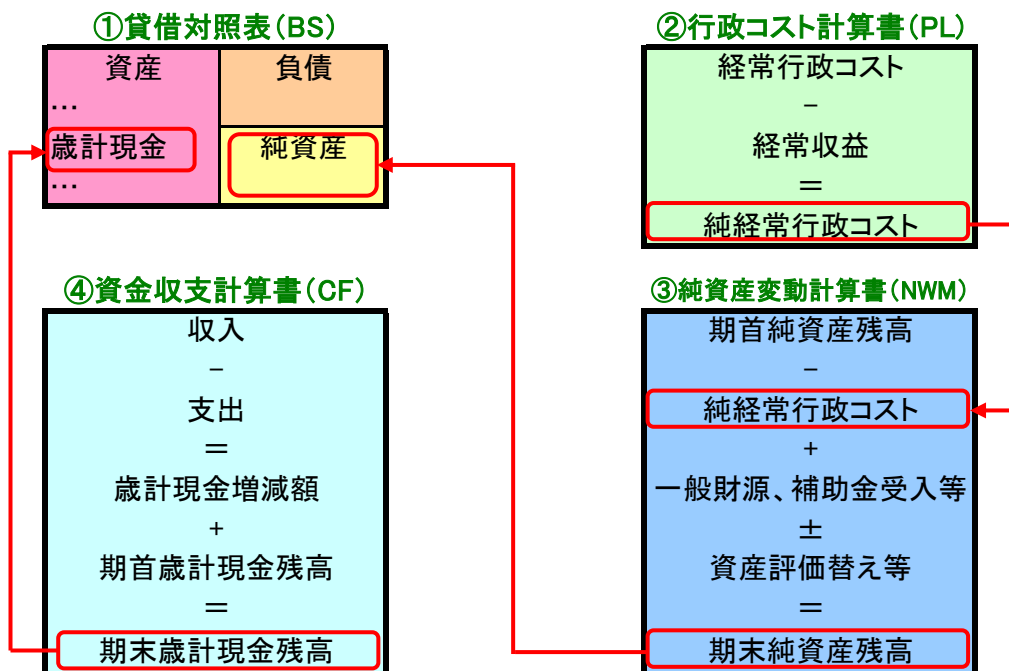 ①貸借対照表(BS)
資産
負債
…
歳計現金
純資産
…
②行政コスト計算書(PL)
経常行政コスト
−
経常収益
＝
純経常行政コスト
④資金収支計算書(CF)
収入
−
支出
＝
歳計現金増減額
+
期首歳計現金残高
＝
期末歳計現金残高
③純資産変動計算書(NWM)
期首純資産残高
−
純経常行政コスト
+
一般財源、補助金受入等
±
資産評価替え等
＝
期末純資産残高